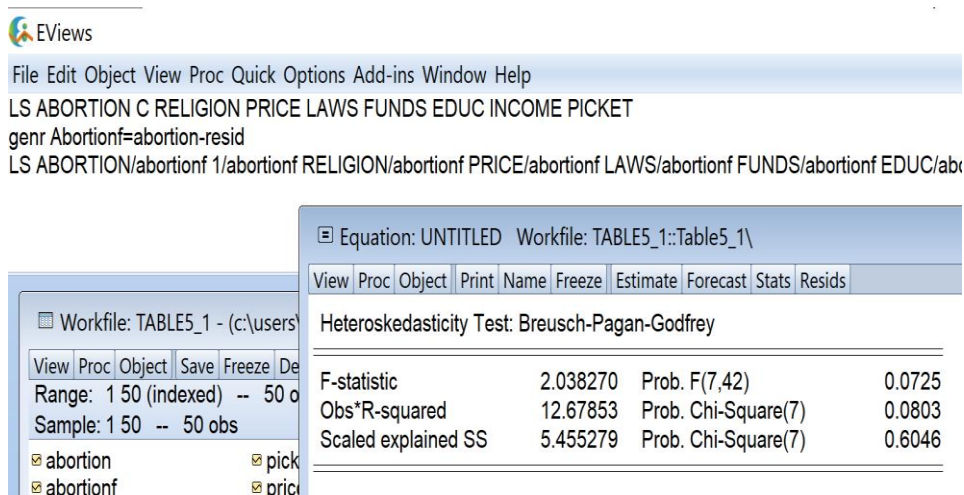 EViews
File Edit Object View Proc Quick Options Add-ins Window Help
LS ABORTION C RELIGION PRICE LAWS FUNDS EDUC INCOME PICKET
genr Abortionf=abortion-resid
LS ABORTION/abortionf 1/abortionf RELIGION/abortionf PRICE/abortionf LAWS/abortionf FUNDS/abortionf EDUC/abo
Equation: UNTITLED Workfile: TABLE5_1::Table5_1\
View Proc Object Print Name Freeze Estimate Forecast Stats Resids
Heteroskedasticity Test: Breusch-Pagan-Godfrey
F-statistic 2.038270 Prob. F(7,42) 0.0725
Obs*R-squared 12.67853 Prob. Chi-Square(7) 0.0803
Scaled explained SS 5.455279 Prob. Chi-Square(7) 0.6046
Workfile: TABLE5_1 - (c:\users\
View Proc Object Save Freeze De
Range: 1 50 (indexed) -- 50 o
Sample: 1 50 -- 50 obs
abortion pick
abortionf price